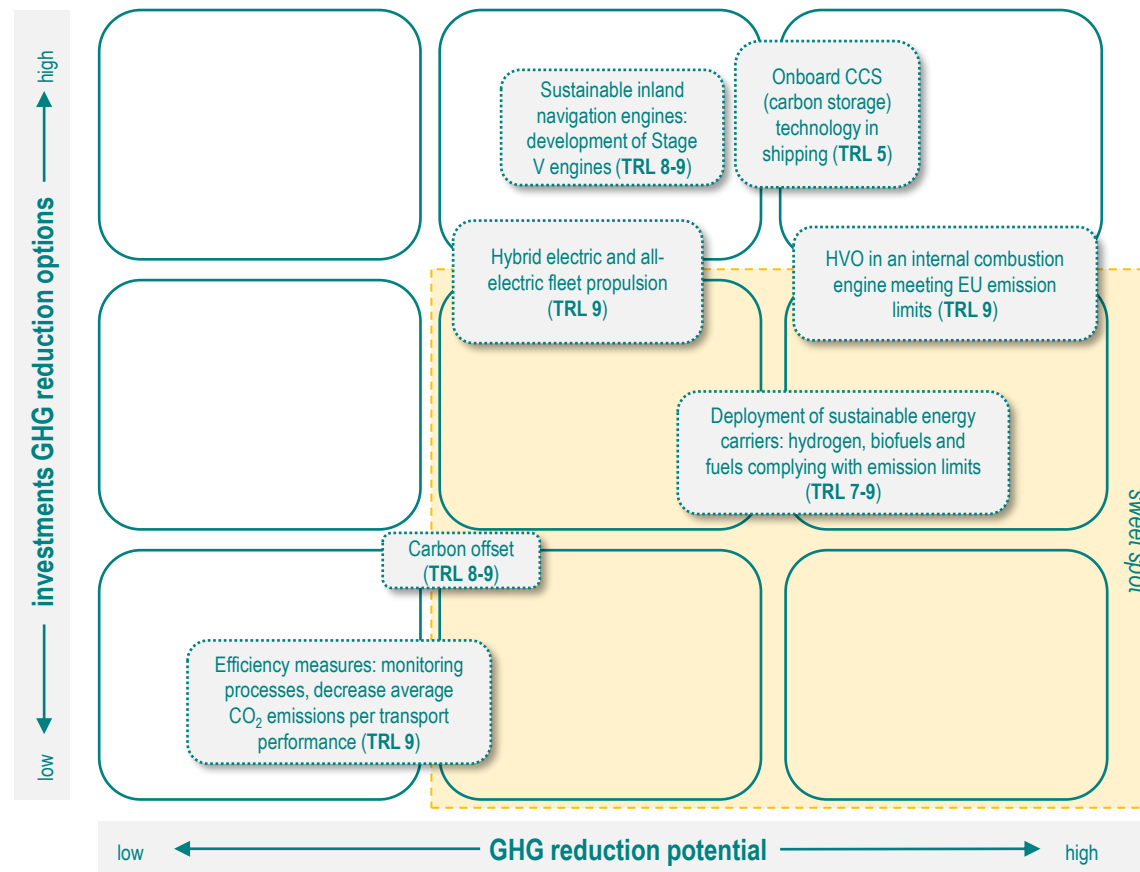 high
investments GHG reduction options
low
Sustainable inland
navigation engines:
development of Stage
V engines (TRL 8-9)
Onboard CCS
(carbon storage)
technology in
shipping (TRL 5)
Hybrid electric and all-
electric fleet propulsion
(TRL 9)
HVO in an internal combustion
engine meeting EU emission
limits (TRL 9)
Deployment of sustainable energy
carriers: hydrogen, biofuels and
fuels complying with emission limits
(TRL 7-9)
sweet spot
Carbon offset
(TRL 8-9)
Efficiency measures: monitoring
processes, decrease average
CO₂ emissions per transport
performance (TRL 9)
low
GHG reduction potential
high